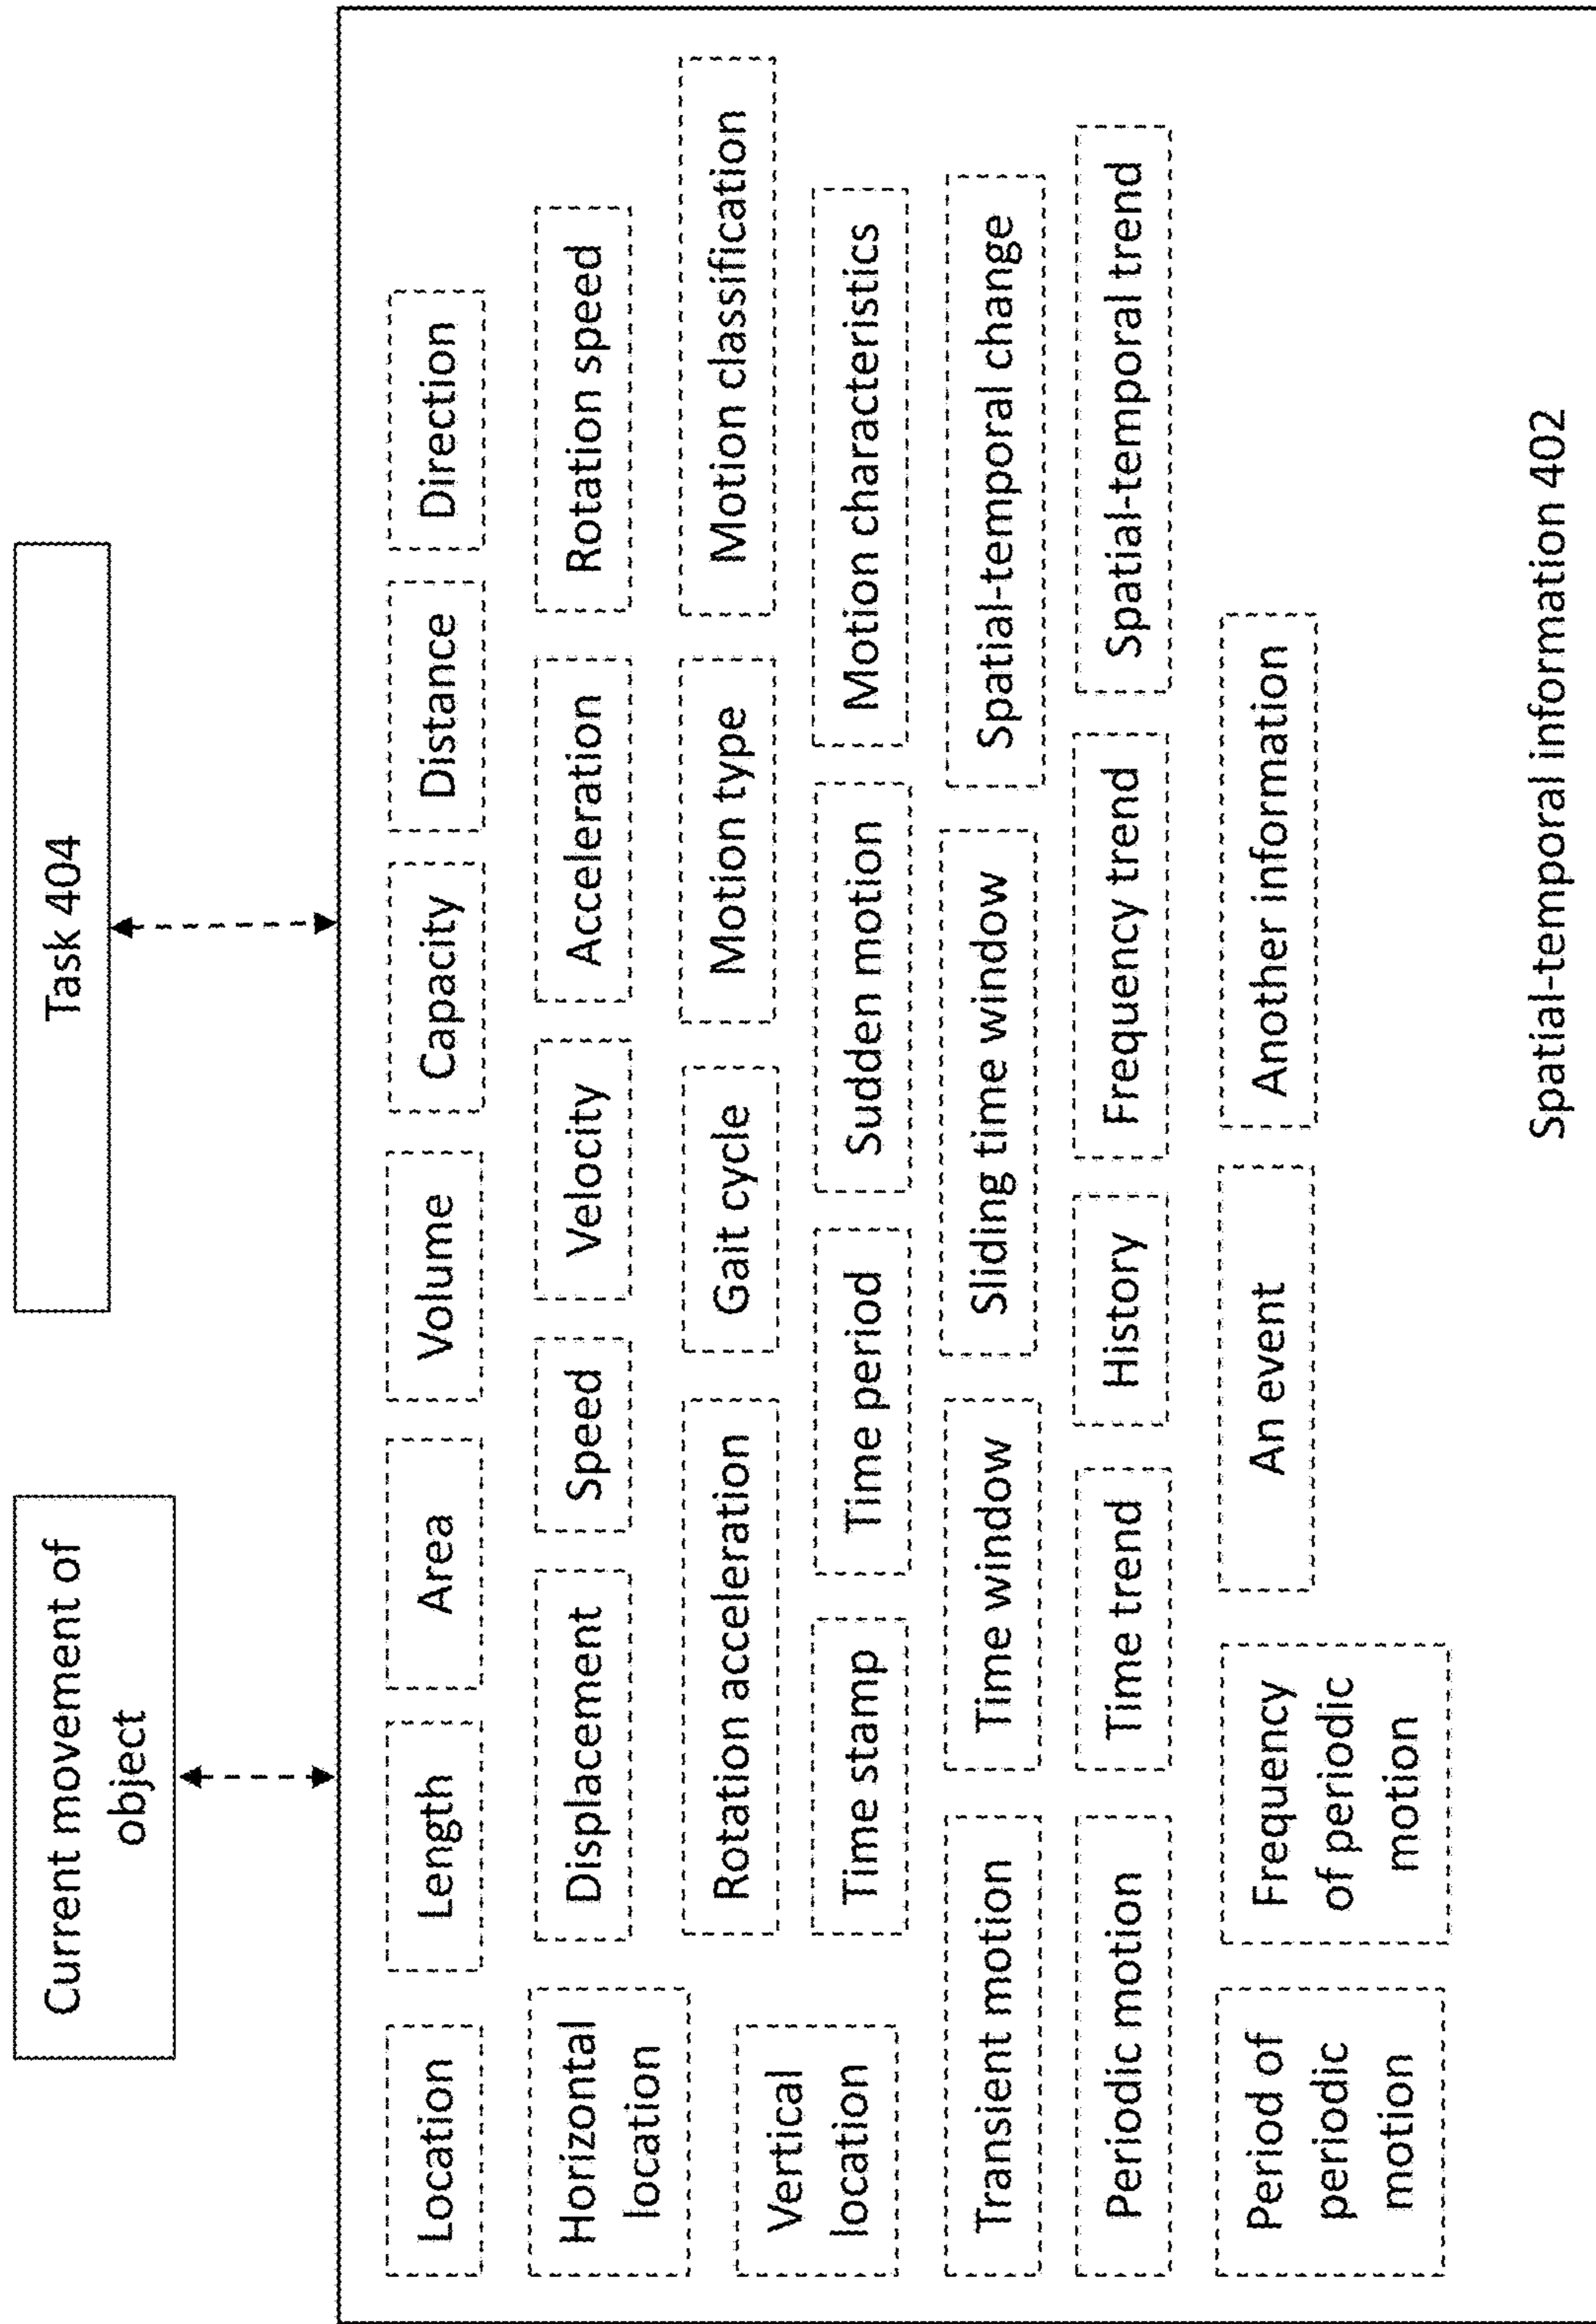 Current movement of
object
Task 404
Location
Length
Area
Volume
Capacity
Distance
Direction
Horizontal
location
Displacement
Speed
Velocity
Acceleration
Rotation speed
Vertical
location
Rotation acceleration
Gait cycle
Motion type
Motion classification
Time stamp
Time period
Sudden motion
Motion characteristics
Transient motion
Time window
Sliding time window
Spatial-temporal change
Periodic motion
Time trend
History
Frequency trend
Spatial-temporal trend
Period of
periodic
motion
Frequency
of periodic
motion
An event
Another information
Spatial-temporal information 402